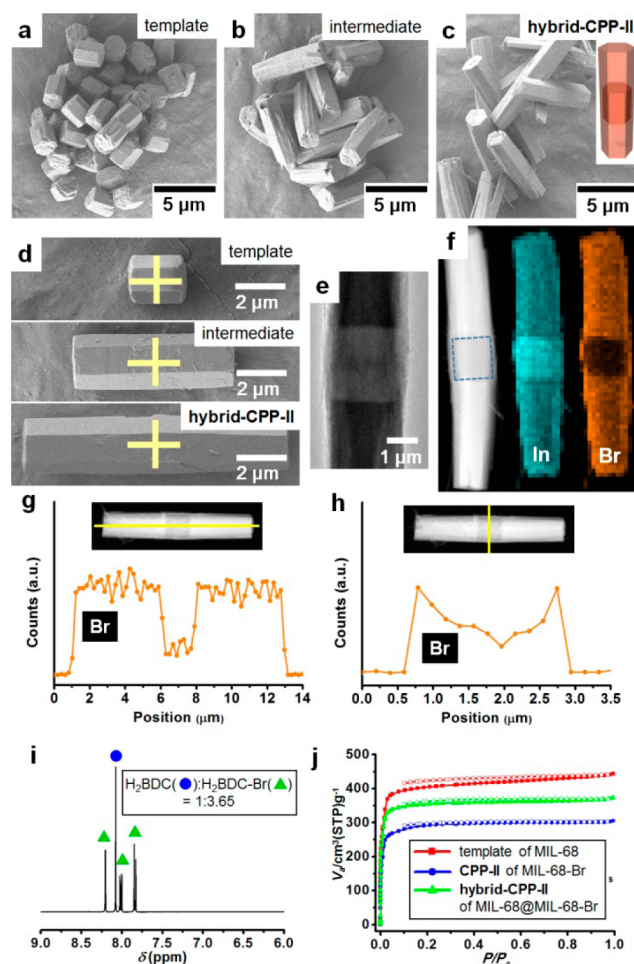 a template
b intermediate
c hybrid-CPP-II
5 μm
5 μm
5 μm
d
template
2 μm
intermediate
2 μm
hybrid-CPP-II
2 μm
e
1 μm
f
In
Br
g
Counts (a.u.)
Br
0 2 4 6 8 10 12 14
Position (μm)
h
Counts (a.u.)
Br
0.0 0.5 1.0 1.5 2.0 2.5 3.0 3.5
Position (μm)
i
H₂BDC(●):H₂BDC-Br(▲)
= 1:3.65
9.0 8.5 8.0 7.5 7.0 6.5 6.0
δ(ppm)
j
500
400
300
200
100
0
template of MIL-68
CPP-II of MIL-68-Br
hybrid-CPP-II
of MIL-68@MIL-68-Br
s
0.0 0.2 0.4 0.6 0.8 1.0